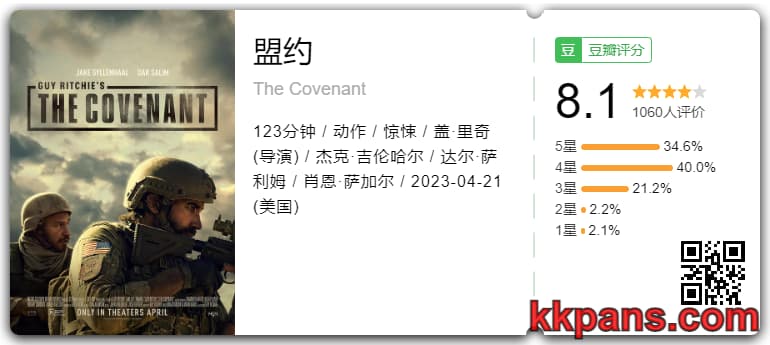 JAKE GYLLENHAAL DAR SALIM
GUY RITCHIE'S
THE COVENANT
ONLY IN THEATERS APRIL
MGM
盟约
The Covenant
123分钟 / 动作 / 惊悚 / 盖·里奇
(导演) / 杰克·吉伦哈尔 / 达尔·萨
利姆 / 肖恩·萨加尔 / 2023-04-21
(美国)
豆 豆瓣评分
8.1
1060人评价
5星 34.6%
4星 40.0%
3星 21.2%
2星 2.2%
1星 2.1%
kkpans.com